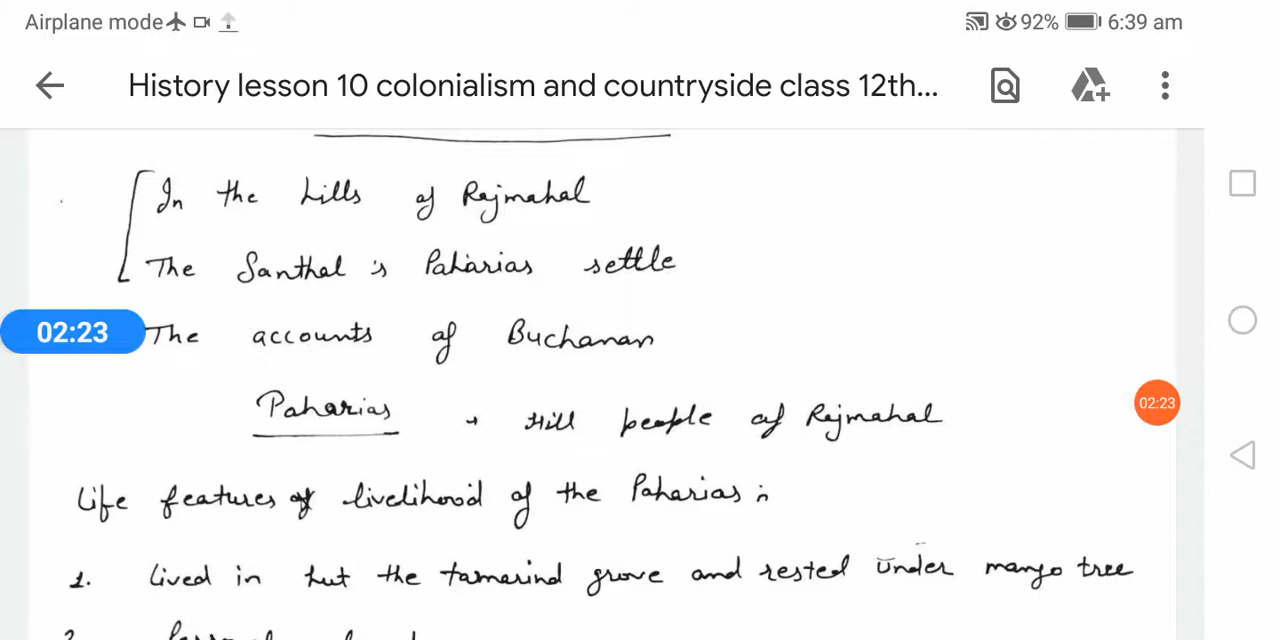 Airplane mode 92% 6:39 am
History lesson 10 colonialism and countryside class 12th...
In the hills of Rajmahal
The Santhal is Paharias settle
02:23 The accounts of Buchanan
Paharias → Hill people of Rajmahal
02:23
Life features of livelihood of the Paharias :
1. lived in hut the tamarind grove and rested under mango tree
2.